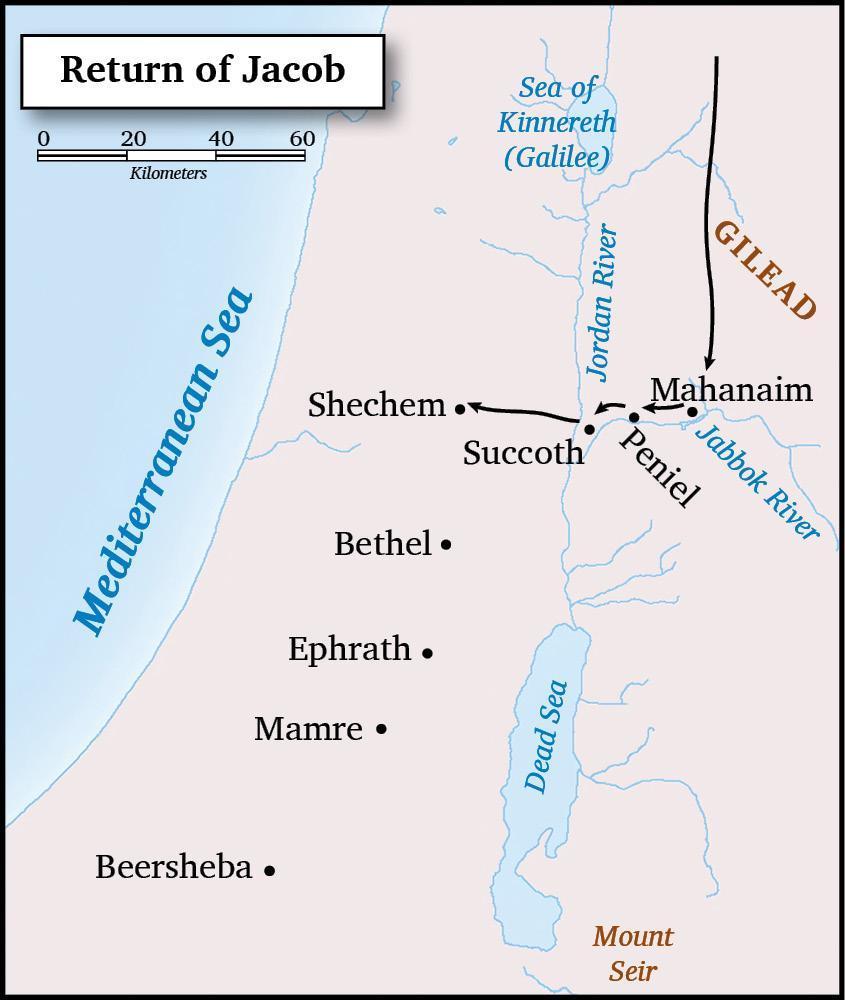 Return of Jacob
0 20 40 60
Kilometers
Sea of
Kinnereth
(Galilee)
GILEAD
Jordan River
Mediterranean Sea
Mahanaim
Shechem
Succoth
Peniel
Jabbok River
Bethel
Ephrath
Dead Sea
Mamre
Beersheba
Mount
Seir